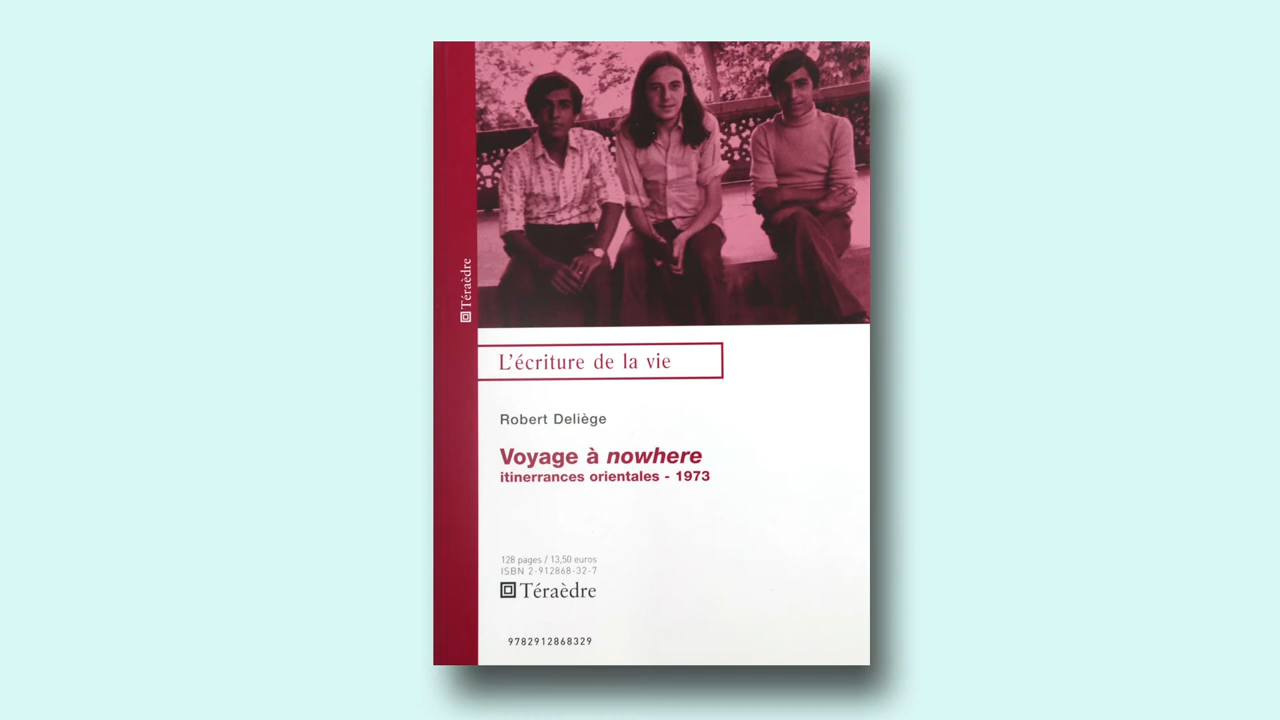 Téraèdre
L'écriture de la vie
Robert Deliège
Voyage à nowhere
itinerrances orientales - 1973
128 pages / 13,50 euros
ISBN 2-912868-32-7
Téraèdre
9782912868329